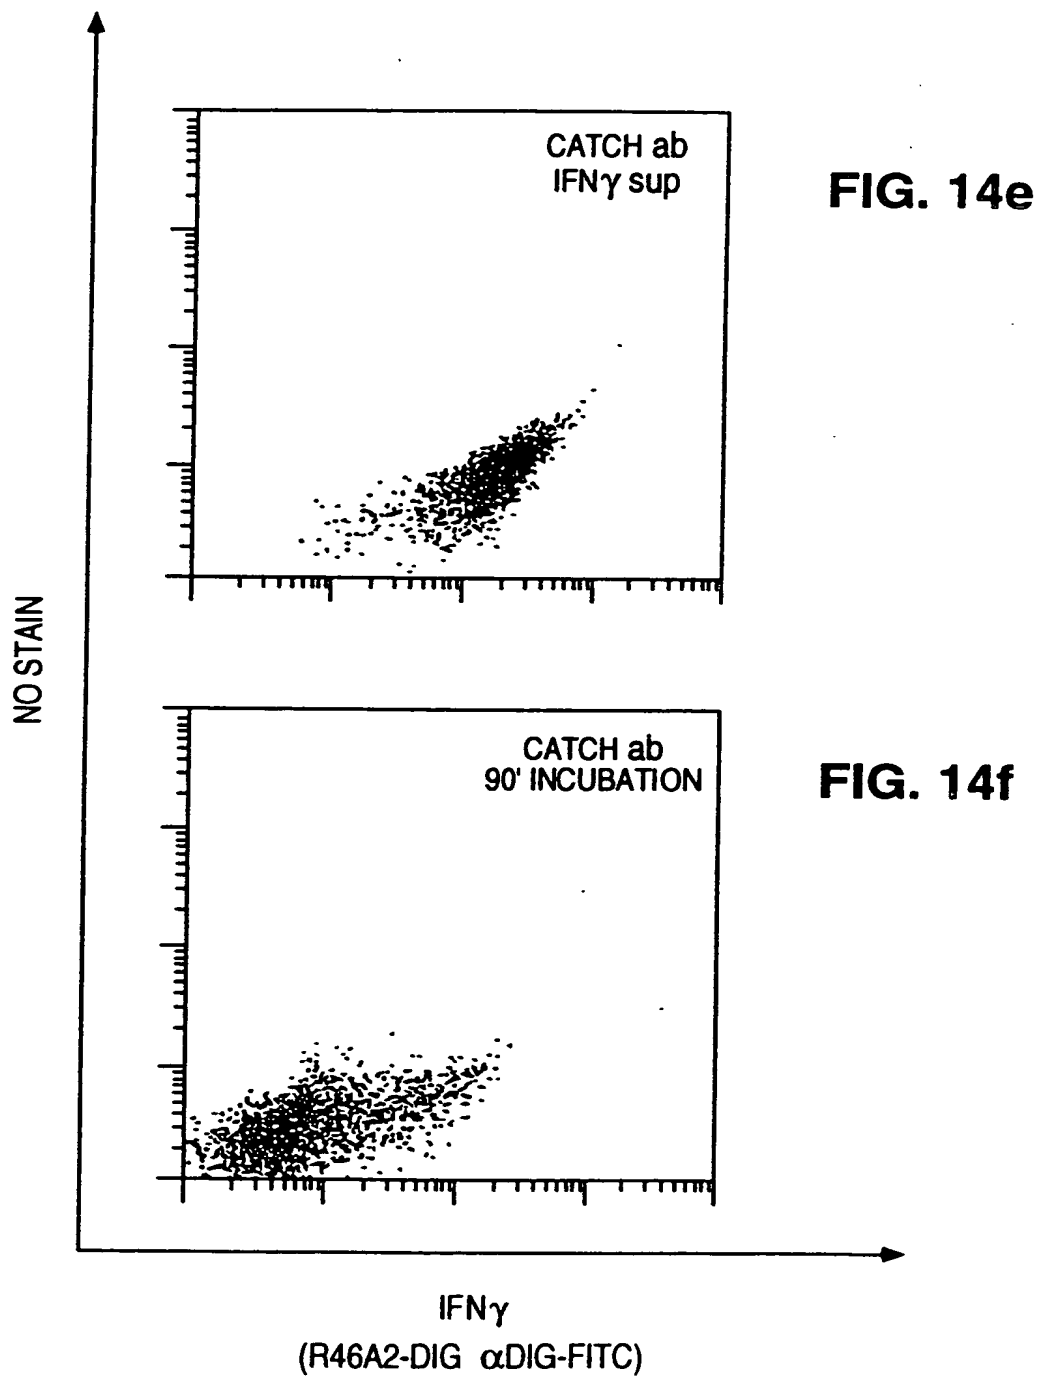 CATCH ab
IFNγ sup
FIG. 14e
NO STAIN
CATCH ab
90' INCUBATION
FIG. 14f
IFNγ
(R46A2-DIG αDIG-FITC)